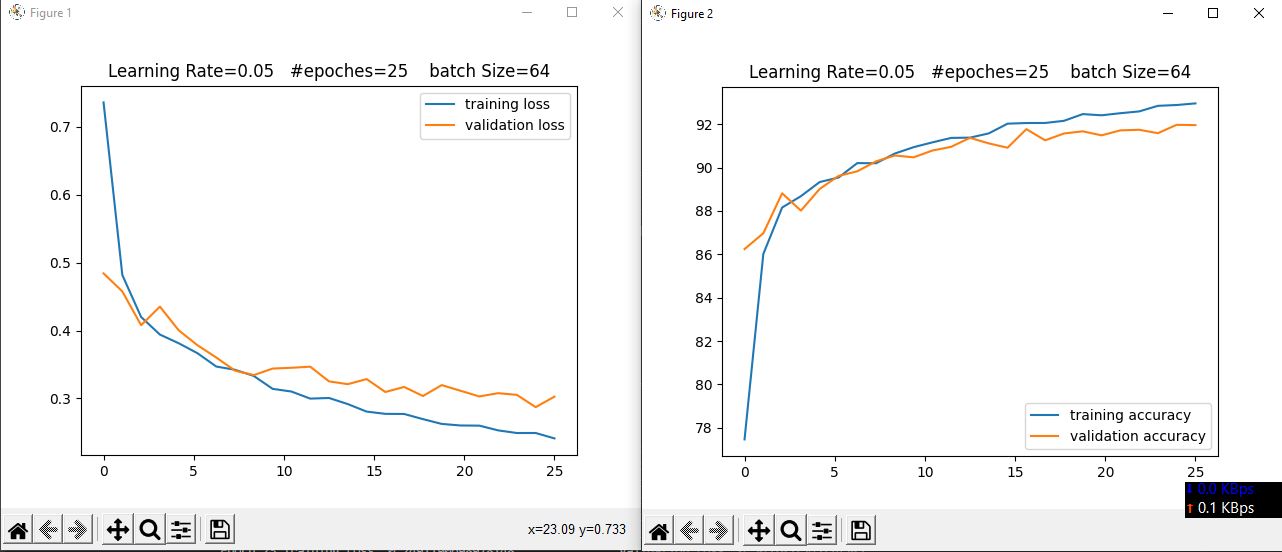 Figure 1
Learning Rate=0.05 #epoches=25 batch Size=64
training loss
validation loss
0.7
0.6
0.5
0.4
0.3
0 5 10 15 20 25
x=23.09 y=0.733
Figure 2
Learning Rate=0.05 #epoches=25 batch Size=64
92
90
88
86
84
82
80
78
training accuracy
validation accuracy
0 5 10 15 20 25
↓ 0.0 KBps
↑ 0.1 KBps